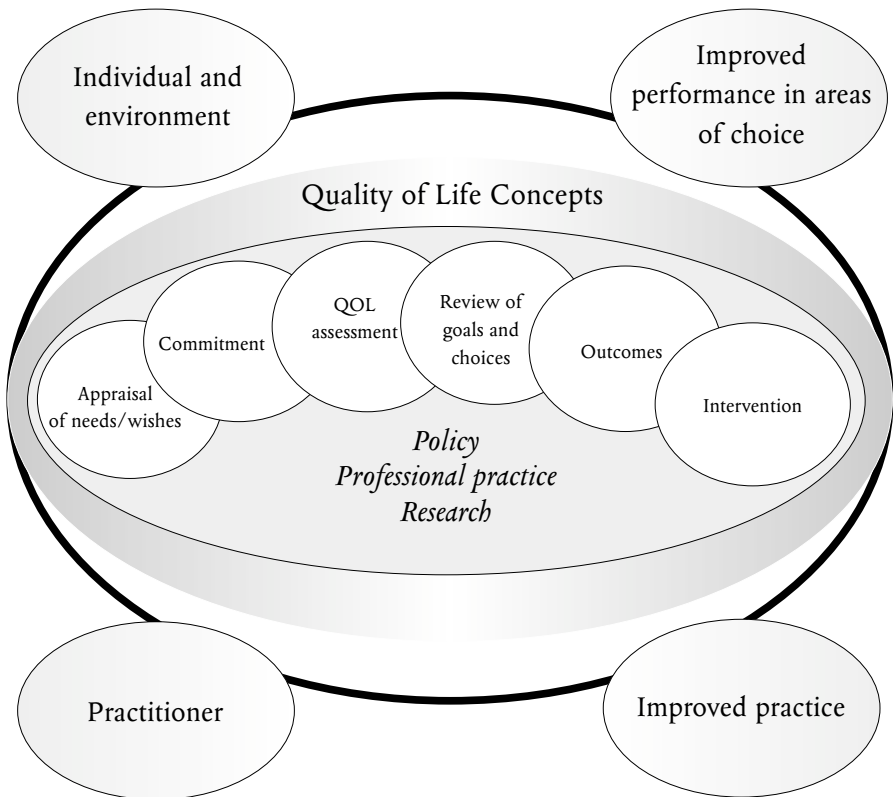 Individual and
environment
Improved
performance in areas
of choice
Quality of Life Concepts
Appraisal
of needs/wishes
Commitment
QOL
assessment
Review of
goals and
choices
Outcomes
Intervention
Policy
Professional practice
Research
Practitioner
Improved practice